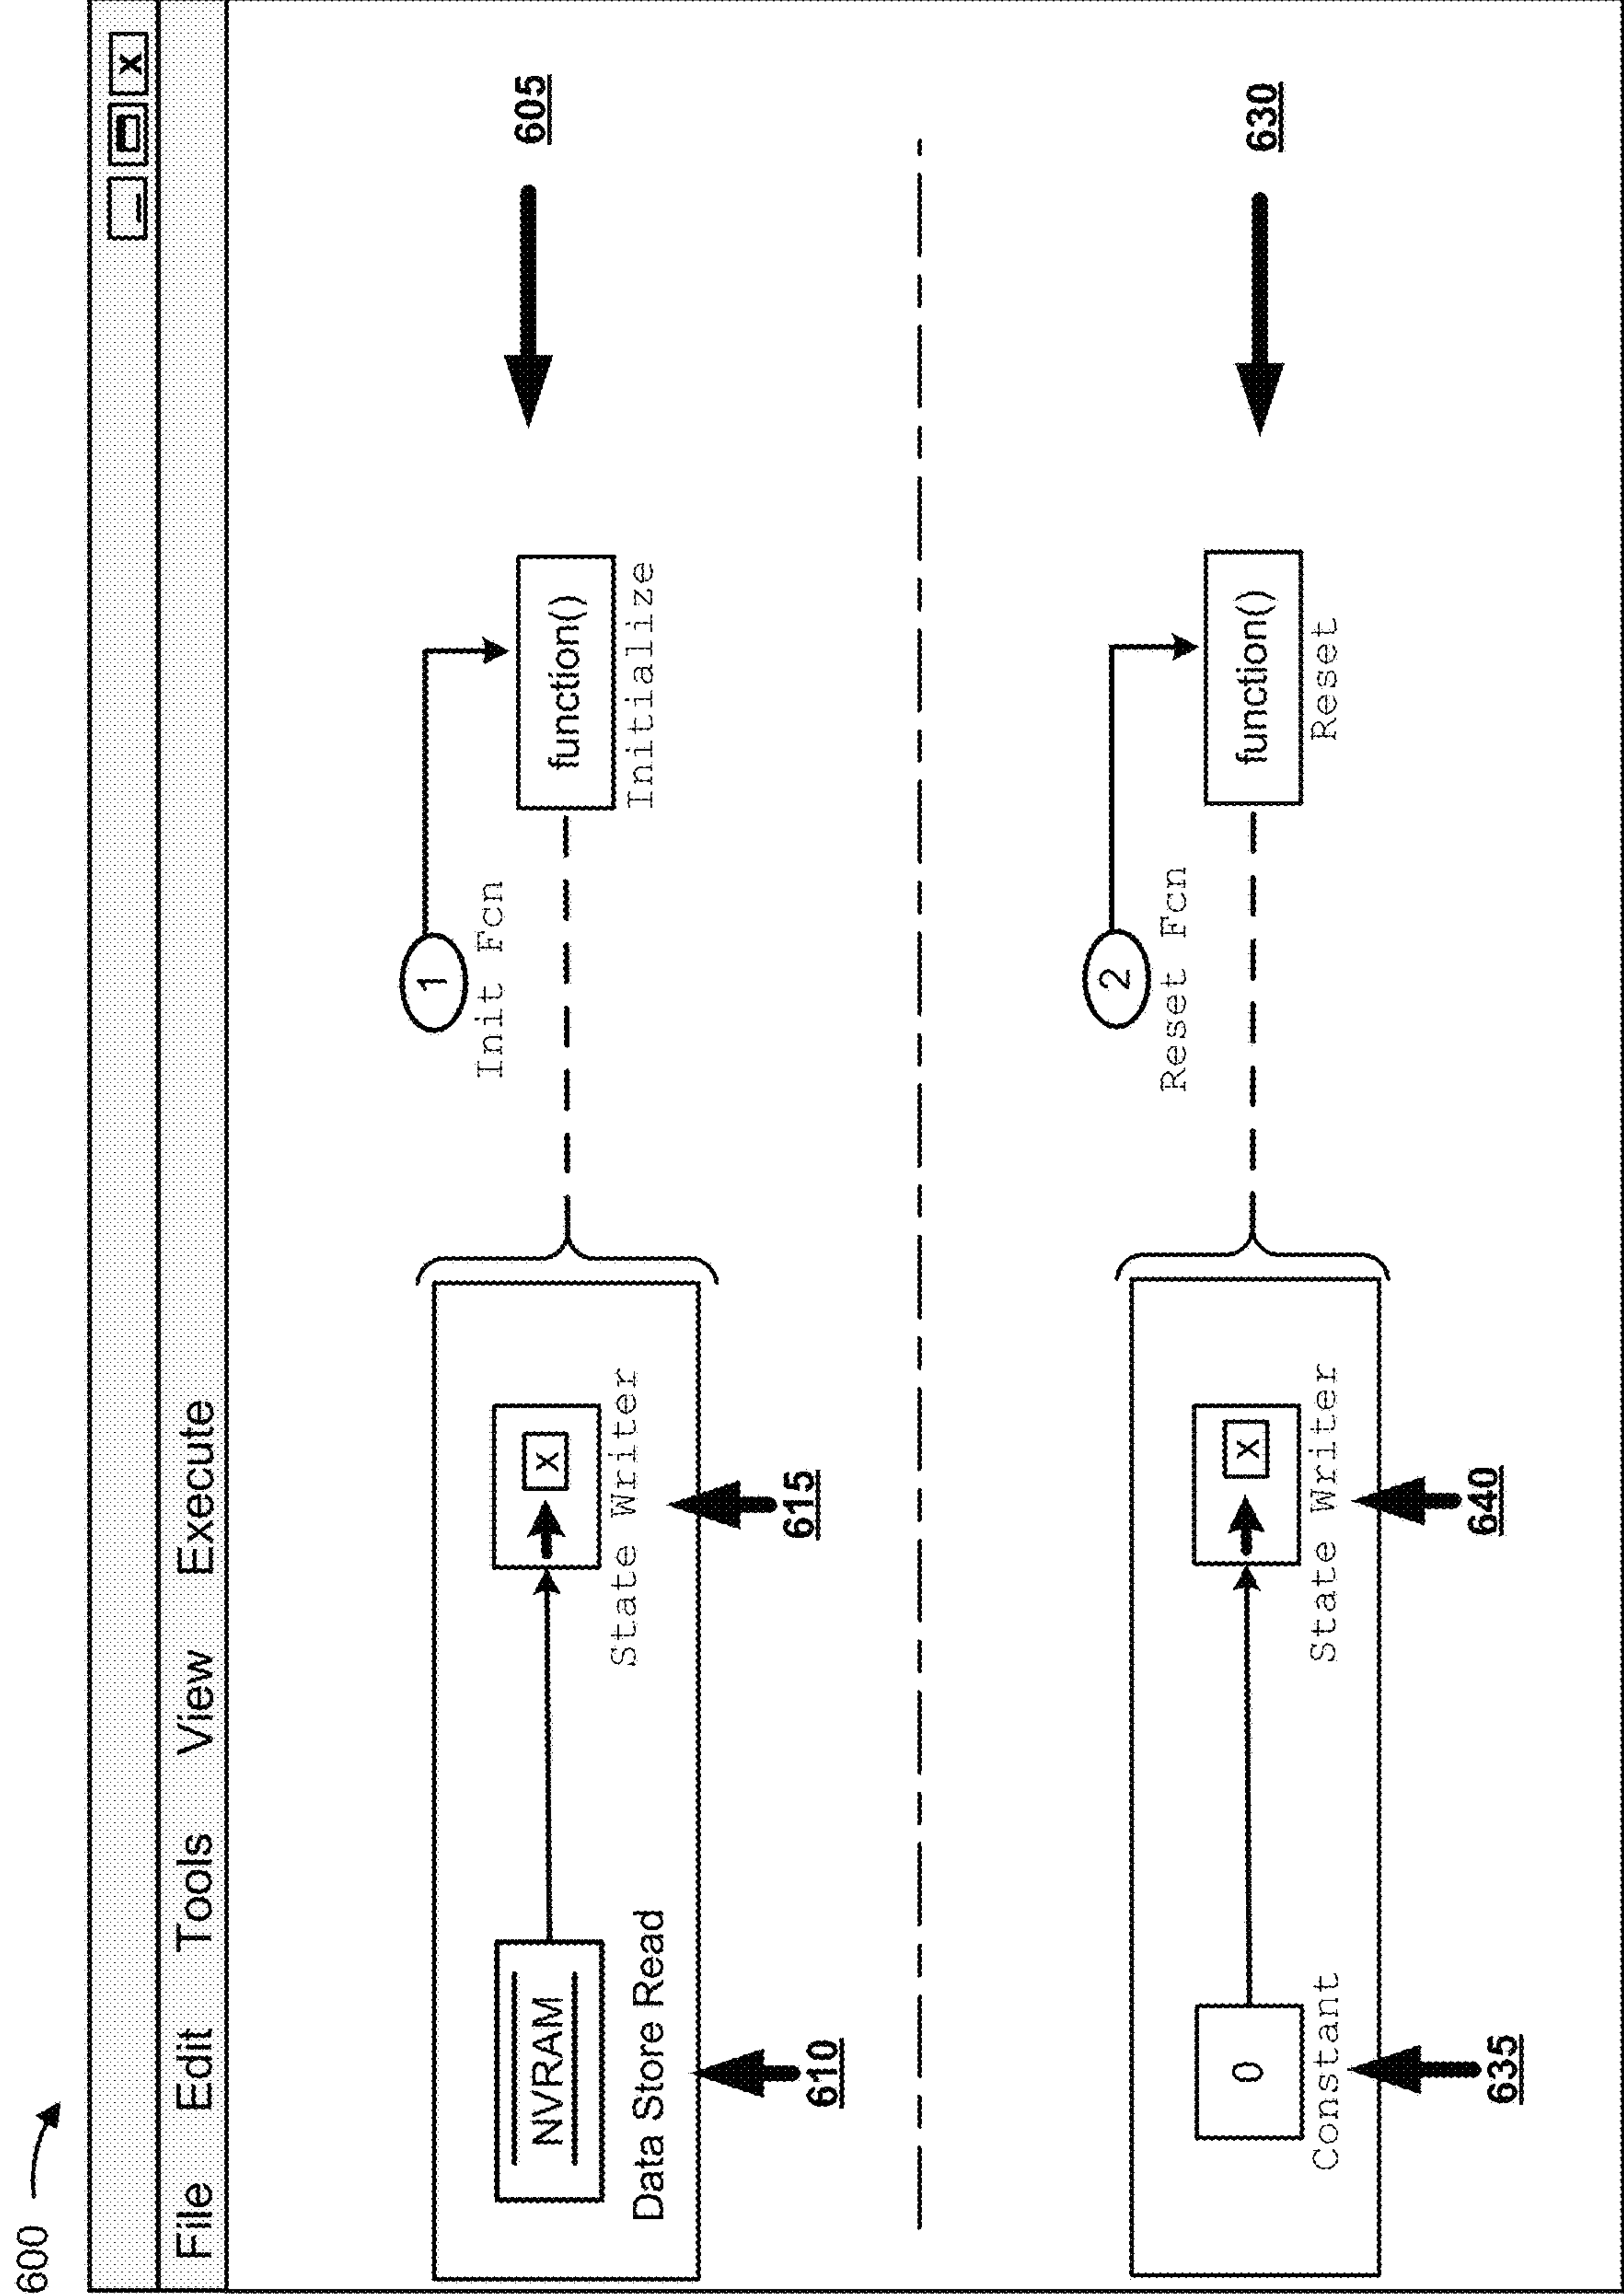 600
_ X
File Edit Tools View Execute
1
Init Fcn
605
NVRAM
X
function()
Data Store Read
State Writer
Initialize
610
615
2
Reset Fcn
630
0
X
function()
Constant
State Writer
Reset
635
640